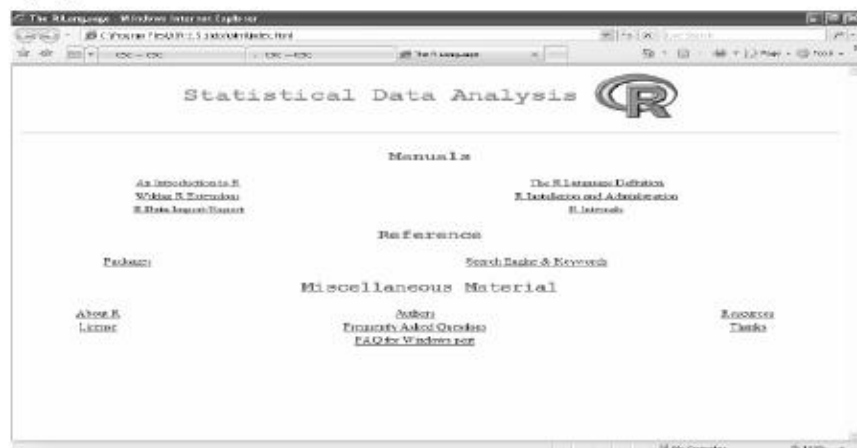 The R Language - Windows Internet Explorer
The R Language
Statistical Data Analysis R
Manuals
An Introduction to R The R Language Definition
Writing R Extensions R Installation and Administration
R Data Import/Export R Internals
Reference
Packages Search Engine & Keywords
Miscellaneous Material
About R Authors Resources
License Frequently Asked Questions Thanks
FAQ for Windows port